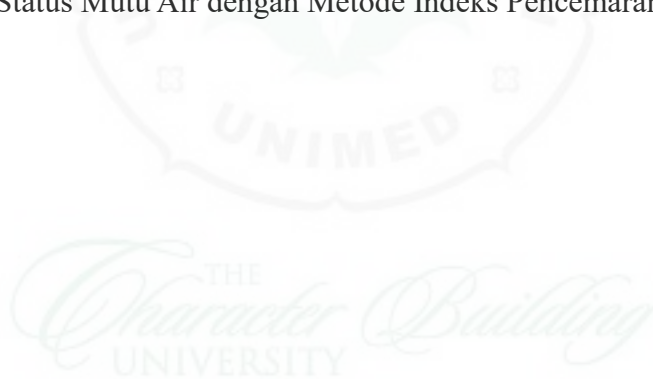 Status Mutu Air dengan Metode Indeks Pencemaran
UNIMED
THE
Character Building
UNIVERSITY